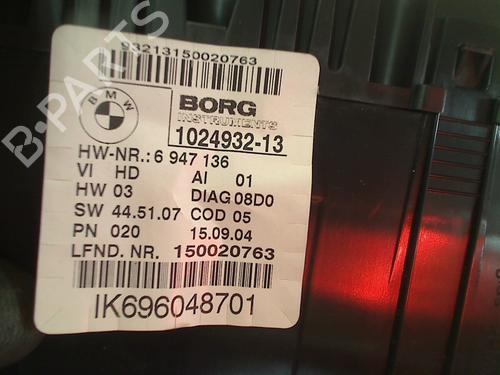 93213150020763
BMW
BORG
INSTRUMENTS
1024932-13
HW-NR.: 6 947 136
VI HD AI 01
HW 03 DIAG 08D0
SW 44.51.07 COD 05
PN 020 15.09.04
LFND. NR. 150020763
IK696048701
B-PARTS